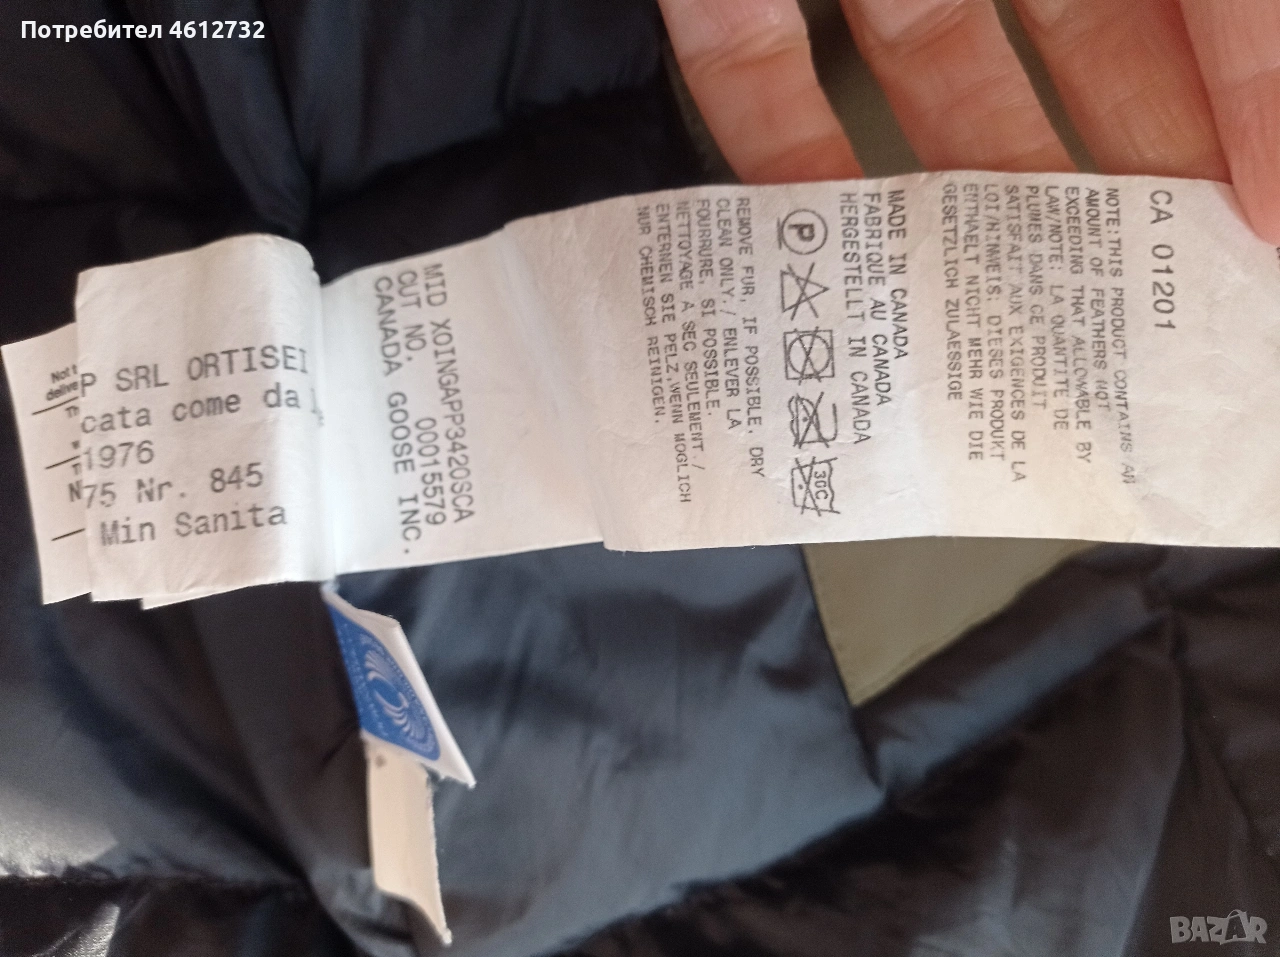 Потребител 4612732
CA 01201
NOTE:THIS PRODUCT CONTAINS AN
AMOUNT OF FEATHERS NOT
EXCEEDING THAT ALLOWABLE BY
LAW/NOTE: LA QUANTITE DE
PLUMES DANS CE PRODUIT
SATISFAIT AUX EXIGENCES DE LA
LOI/HINWEIS: DIESES PRODUKT
ENTHAELT NICHT MEHR WIE DIE
GESETZLICH ZULAESSIGE
MADE IN CANADA
FABRIQUE AU CANADA
HERGESTELLT IN CANADA
P
30C
REMOVE FUR, IF POSSIBLE, DRY
CLEAN ONLY./ ENLEVER LA
FOURRURE, SI POSSIBLE.
NETTOYAGE A SEC SEULEMENT./
ENTERNEN SIE PELZ,WENN MOGLICH
NUR CHEMISCH REINIGEN.
MID XOINGAPP3420SCA
CUT NO. 00015579
CANADA GOOSE INC.
P SRL ORTISEI
cata come da
1976
75 Nr. 845
Min Sanita
Not t
delive
BAZAR